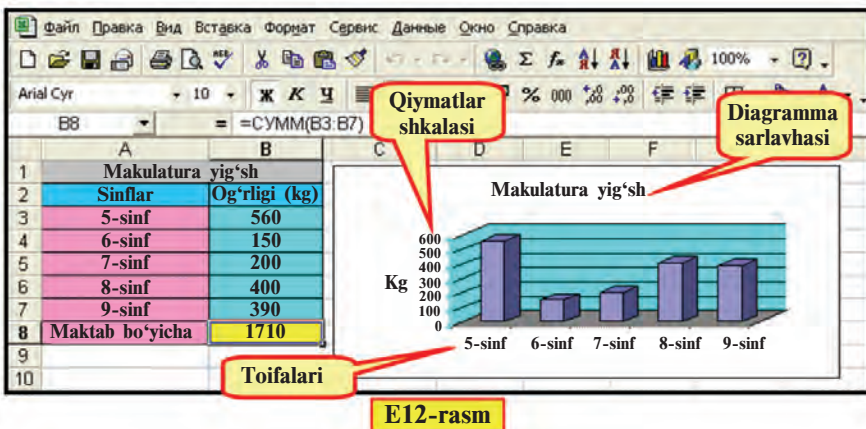 Файл Правка Вид Вставка Формат Сервис Данные Окно Справка
100%
Arial Cyr 10 Ж К Ч % 000
B8 = =СУММ(B3:B7)
Qiymatlar
shkalasi
Diagramma
sarlavhasi
A B C D E F
1 Makulatura yig‘sh
2 Sinflar Og‘rligi (kg)
3 5-sinf 560
4 6-sinf 150
5 7-sinf 200
6 8-sinf 400
7 9-sinf 390
8 Maktab bo‘yicha 1710
9
10
Makulatura yig‘sh
600
500
400
300
200
100
0
Kg
5-sinf 6-sinf 7-sinf 8-sinf 9-sinf
Toifalari
E12-rasm